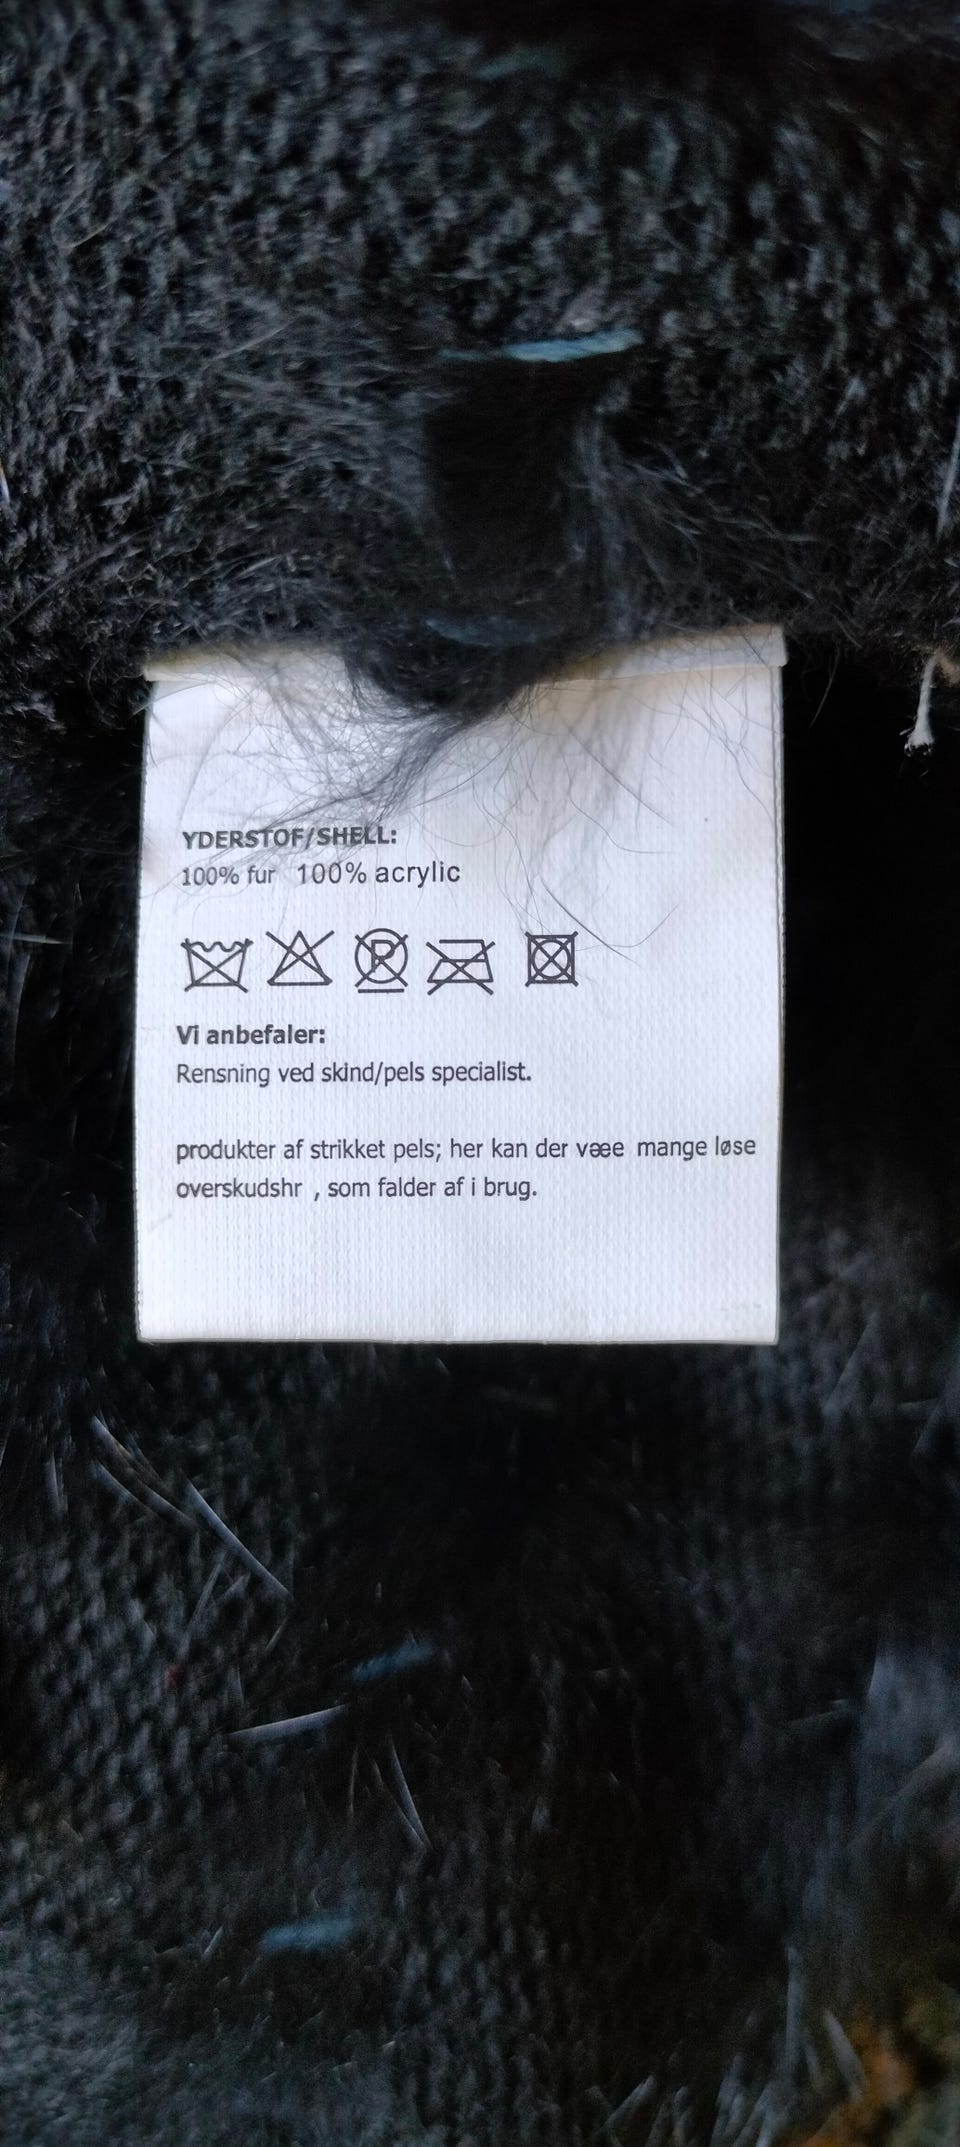 YDERSTOF/SHELL:
100% fur 100% acrylic
P
Vi anbefaler:
Rensning ved skind/pels specialist.
produkter af strikket pels; her kan der væee mange løse
overskudshr , som falder af i brug.